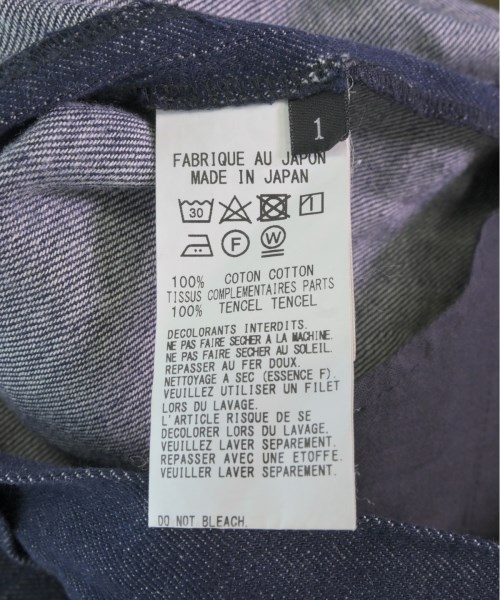 1
FABRIQUE AU JAPON
MADE IN JAPAN
30
F
W
100% COTON COTTON
TISSUS COMPLEMENTAIRES PARTS
100% TENCEL TENCEL
DECOLORANTS INTERDITS.
NE PAS FAIRE SECHER A LA MACHINE.
NE PAS FAIRE SECHER AU SOLEIL.
REPASSER AU FER DOUX.
NETTOYAGE A SEC (ESSENCE F).
VEUILLEZ UTILISER UN FILET
LORS DU LAVAGE.
L'ARTICLE RISQUE DE SE
DECOLORER LORS DU LAVAGE.
VEUILLEZ LAVER SEPAREMENT.
REPASSER AVEC UNE ETOFFE.
VEUILLER LAVER SEPAREMENT.
DO NOT BLEACH.